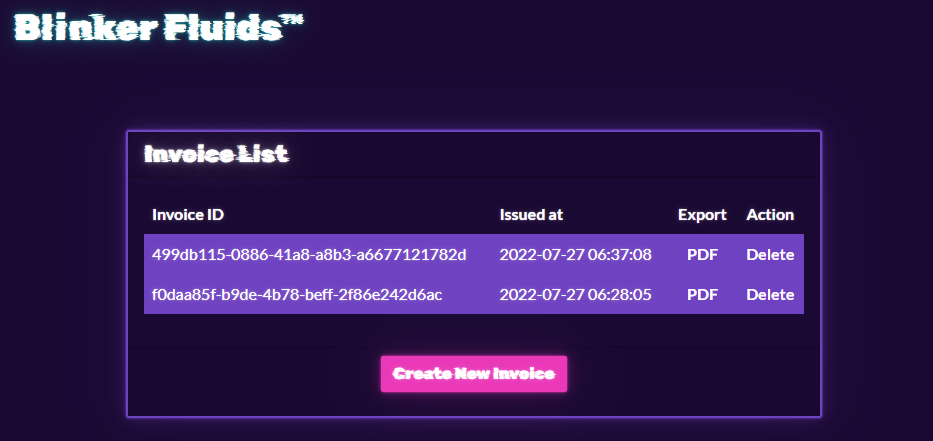 Blinker Fluids™
Invoice List
Invoice ID Issued at Export Action
499db115-0886-41a8-a8b3-a6677121782d 2022-07-27 06:37:08 PDF Delete
f0daa85f-b9de-4b78-beff-2f86e242d6ac 2022-07-27 06:28:05 PDF Delete
Create New Invoice